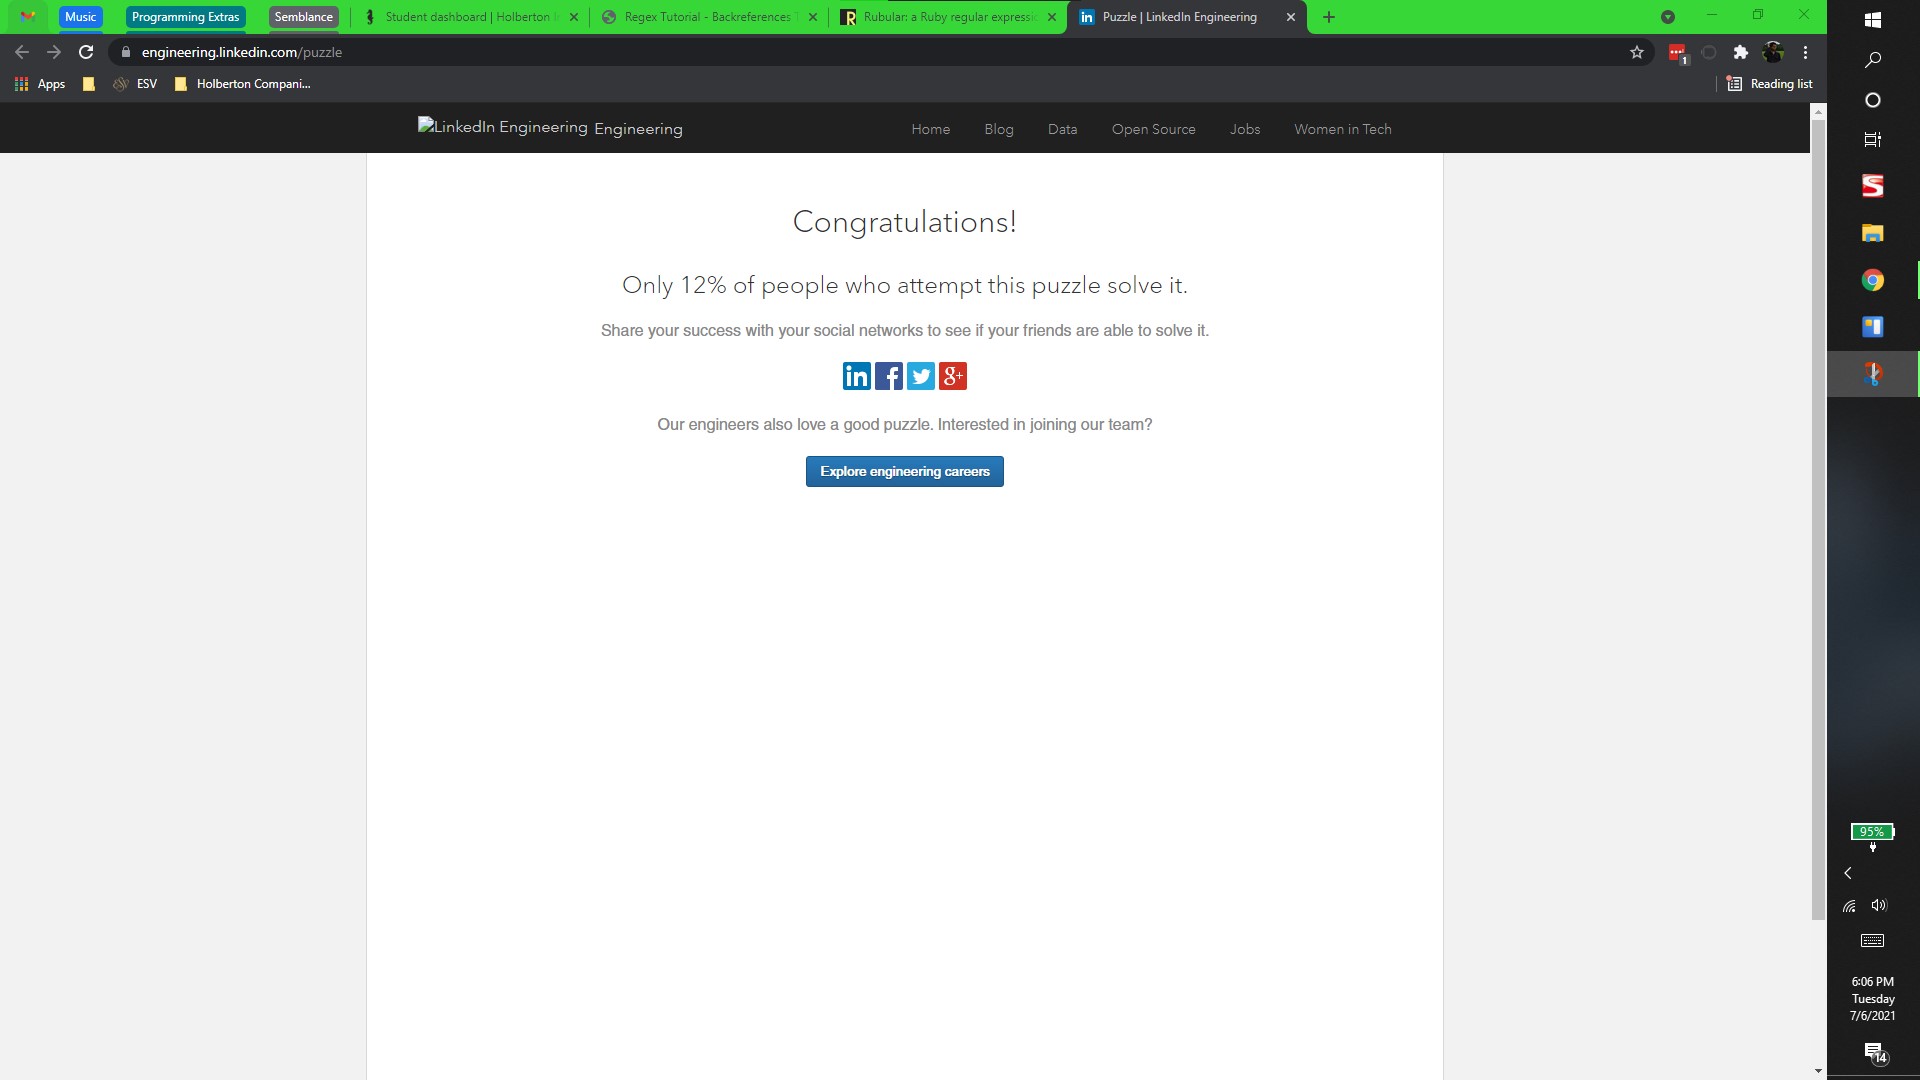 Music
Programming Extras
Semblance
Student dashboard | Holberton
Regex Tutorial - Backreferences
Rubular: a Ruby regular expressi
Puzzle | LinkedIn Engineering
engineering.linkedin.com/puzzle
1
Apps
ESV
Holberton Compani...
Reading list
LinkedIn Engineering Engineering
Home
Blog
Data
Open Source
Jobs
Women in Tech
Congratulations!
Only 12% of people who attempt this puzzle solve it.
Share your success with your social networks to see if your friends are able to solve it.
in f g+
Our engineers also love a good puzzle. Interested in joining our team?
Explore engineering careers
95%
6:06 PM
Tuesday
7/6/2021
14